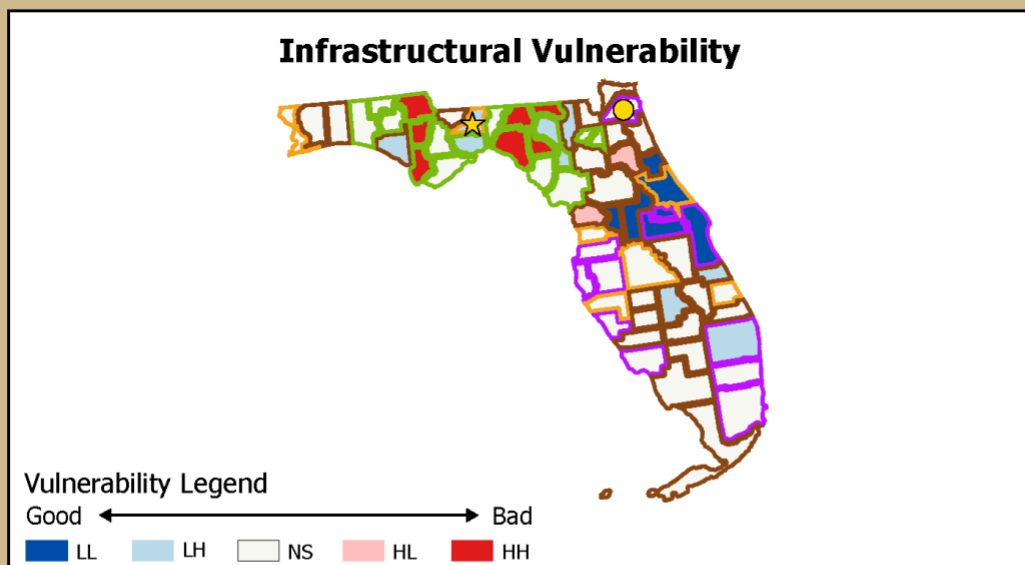 Infrastructural Vulnerability
Vulnerability Legend
Good Bad
LL LH NS HL HH